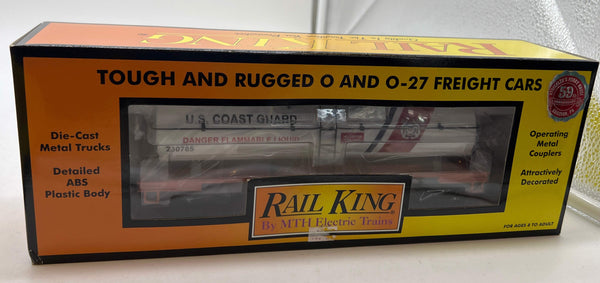 RAIL KING
TOUGH AND RUGGED O AND O-27 FREIGHT CARS
Die-Cast
Metal Trucks
Detailed
ABS
Plastic Body
U.S. COAST GUARD
DANGER FLAMMABLE LIQUID
230785
Operating
Metal
Couplers
Attractively
Decorated
RAIL KING®
By MTH Electric Trains
FOR AGES 8 TO ADULT